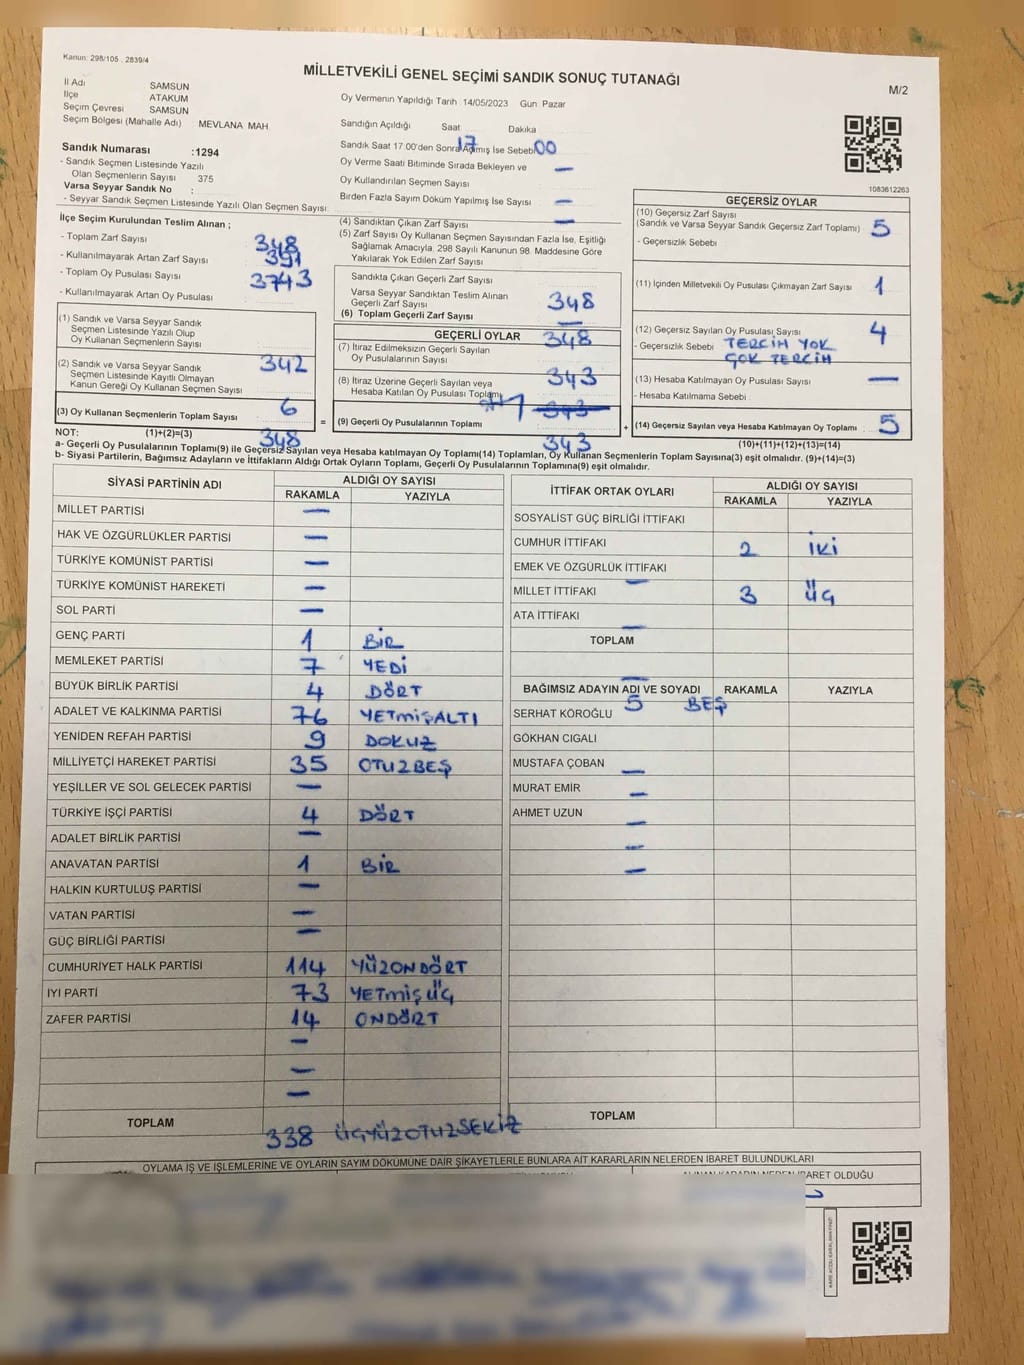 Kanun: 298/105 , 2839/4
MİLLETVEKİLİ GENEL SEÇİMİ SANDIK SONUÇ TUTANAĞI
M/2
İl Adı SAMSUN
İlçe ATAKUM
Seçim Çevresi SAMSUN
Seçim Bölgesi (Mahalle Adı) MEVLANA MAH.
Sandık Numarası :1294
- Sandık Seçmen Listesinde Yazılı
Olan Seçmenlerin Sayısı 375
Varsa Seyyar Sandık No :
- Seyyar Sandık Seçmen Listesinde Yazılı Olan Seçmen Sayısı:
Oy Vermenin Yapıldığı Tarih 14/05/2023 Gün Pazar
Sandığın Açıldığı Saat Dakika
Sandık Saat 17 00'den Sonra Açılmış İse Sebebi 17 00
Oy Verme Saati Bitiminde Sırada Bekleyen ve —
Oy Kullandırılan Seçmen Sayısı
Birden Fazla Sayım Döküm Yapılmış İse Sayısı —
1083612263
İlçe Seçim Kurulundan Teslim Alınan ;
- Toplam Zarf Sayısı 348
- Kullanılmayarak Artan Zarf Sayısı
- Toplam Oy Pusulası Sayısı 3743
- Kullanılmayarak Artan Oy Pusulası
(1) Sandık ve Varsa Seyyar Sandık
Seçmen Listesinde Yazılı Olup
Oy Kullanan Seçmenlerin Sayısı
(2) Sandık ve Varsa Seyyar Sandık 342
Seçmen Listesinde Kayıtlı Olmayan
Kanun Gereği Oy Kullanan Seçmen Sayısı
(3) Oy Kullanan Seçmenlerin Toplam Sayısı 6
(1)+(2)=(3) 348
(4) Sandıktan Çıkan Zarf Sayısı —
(5) Zarf Sayısı Oy Kullanan Seçmen Sayısından Fazla İse, Eşitliği
Sağlamak Amacıyla, 298 Sayılı Kanunun 98. Maddesine Göre
Yakılarak Yok Edilen Zarf Sayısı
Sandıkta Çıkan Geçerli Zarf Sayısı
Varsa Seyyar Sandıktan Teslim Alınan 348
Geçerli Zarf Sayısı
(6) Toplam Geçerli Zarf Sayısı —
GEÇERLİ OYLAR 348
(7) İtiraz Edilmeksizin Geçerli Sayılan
Oy Pusulalarının Sayısı
(8) İtiraz Üzerine Geçerli Sayılan veya 343
Hesaba Katılan Oy Pusulası Toplamı
= (9) Geçerli Oy Pusulalarının Toplamı 343
+
343
GEÇERSİZ OYLAR
(10) Geçersiz Zarf Sayısı
(Sandık ve Varsa Seyyar Sandık Geçersiz Zarf Toplamı) 5
- Geçersizlik Sebebi
(11) İçinden Milletvekili Oy Pusulası Çıkmayan Zarf Sayısı 1
(12) Geçersiz Sayılan Oy Pusulası Sayısı 4
- Geçersizlik Sebebi TERCİH YOK
ÇOK TERCİH
(13) Hesaba Katılmayan Oy Pusulası Sayısı —
- Hesaba Katılmama Sebebi
(14) Geçersiz Sayılan veya Hesaba Katılmayan Oy Toplamı 5
(10)+(11)+(12)+(13)=(14)
NOT:
a- Geçerli Oy Pusulalarının Toplamı(9) ile Geçersiz Sayılan veya Hesaba katılmayan Oy Toplamı(14) Toplamları, Oy Kullanan Seçmenlerin Toplam Sayısına(3) eşit olmalıdır. (9)+(14)=(3)
b- Siyasi Partilerin, Bağımsız Adayların ve İttifakların Aldığı Ortak Oyların Toplamı, Geçerli Oy Pusulalarının Toplamına(9) eşit olmalıdır.
SİYASİ PARTİNİN ADI ALDIĞI OY SAYISI
RAKAMLA YAZIYLA
MİLLET PARTİSİ —
HAK VE ÖZGÜRLÜKLER PARTİSİ —
TÜRKİYE KOMÜNİST PARTİSİ —
TÜRKİYE KOMÜNİST HAREKETİ —
SOL PARTİ —
GENÇ PARTİ 1 BİR
MEMLEKET PARTİSİ 7 YEDİ
BÜYÜK BİRLİK PARTİSİ 4 DÖRT
ADALET VE KALKINMA PARTİSİ 76 YETMİŞALTI
YENİDEN REFAH PARTİSİ 9 DOKUZ
MİLLİYETÇİ HAREKET PARTİSİ 35 OTUZBEŞ
YEŞİLLER VE SOL GELECEK PARTİSİ —
TÜRKİYE İŞÇİ PARTİSİ 4 DÖRT
ADALET BİRLİK PARTİSİ —
ANAVATAN PARTİSİ 1 BİR
HALKIN KURTULUŞ PARTİSİ —
VATAN PARTİSİ —
GÜÇ BİRLİĞİ PARTİSİ —
CUMHURİYET HALK PARTİSİ 114 YÜZONDÖRT
İYİ PARTİ 73 YETMİŞÜÇ
ZAFER PARTİSİ 14 ONDÖRT
—
—
—
TOPLAM 338 ÜÇYÜZOTUZSEKİZ
İTTİFAK ORTAK OYLARI ALDIĞI OY SAYISI
RAKAMLA YAZIYLA
SOSYALİST GÜÇ BİRLİĞİ İTTİFAKI
CUMHUR İTTİFAKI 2 İKİ
EMEK VE ÖZGÜRLÜK İTTİFAKI —
MİLLET İTTİFAKI 3 ÜÇ
ATA İTTİFAKI —
TOPLAM
—
BAĞIMSIZ ADAYIN ADI VE SOYADI RAKAMLA YAZIYLA
5 BEŞ
SERHAT KÖROĞLU
GÖKHAN CIGALI
MUSTAFA ÇOBAN —
MURAT EMİR —
AHMET UZUN —
—
—
TOPLAM
OYLAMA İŞ VE İŞLEMLERİNE VE OYLARIN SAYIM DÖKÜMÜNE DAİR ŞİKAYETLERLE BUNLARA AİT KARARLARIN NELERDEN İBARET BULUNDUKLARI
ALINAN KARARIN NEDEN İBARET OLDUĞU